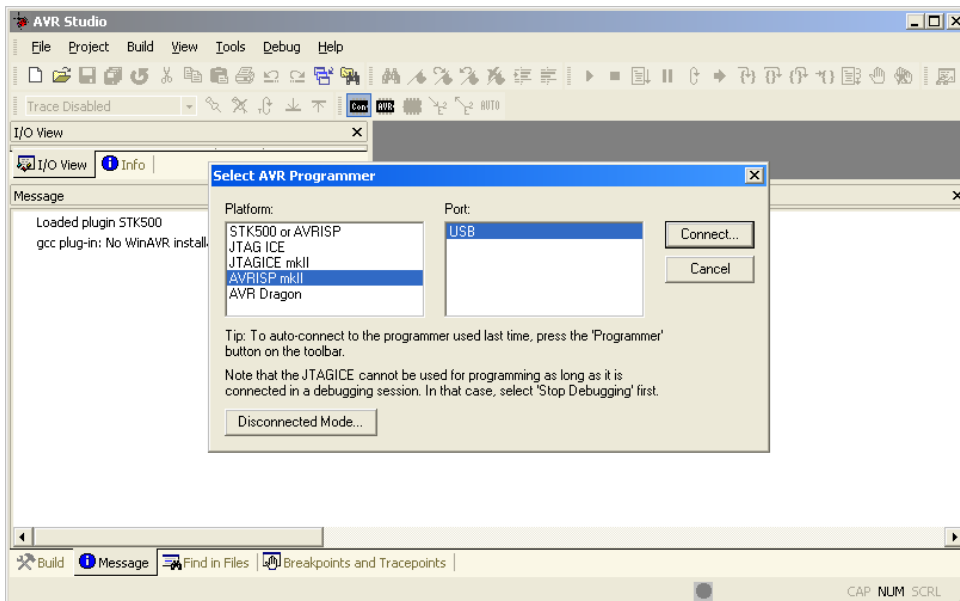 AVR Studio
File Project Build View Tools Debug Help
Trace Disabled Con AVR AUTO
I/O View
I/O View Info
Message
Loaded plugin STK500
gcc plug-in: No WinAVR install
Select AVR Programmer
Platform: Port:
STK500 or AVRISP USB
JTAG ICE
JTAGICE mkII
AVRISP mkII
AVR Dragon
Connect...
Cancel
Tip: To auto-connect to the programmer used last time, press the 'Programmer'
button on the toolbar.
Note that the JTAGICE cannot be used for programming as long as it is
connected in a debugging session. In that case, select 'Stop Debugging' first.
Disconnected Mode...
Build Message Find in Files Breakpoints and Tracepoints
CAP NUM SCRL